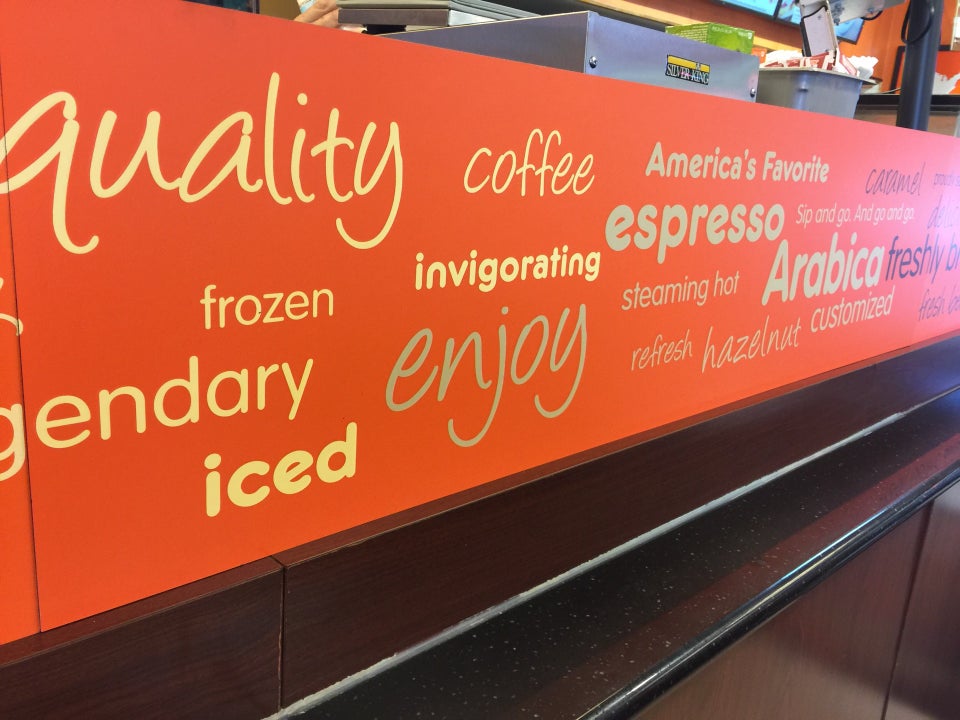 SILVER KING
quality
coffee
America's Favorite
caramel
espresso
Sip and go. And go and go.
invigorating
Arabica
freshly
frozen
steaming hot
customized
enjoy
refresh
hazelnut
fresh
gendary
iced